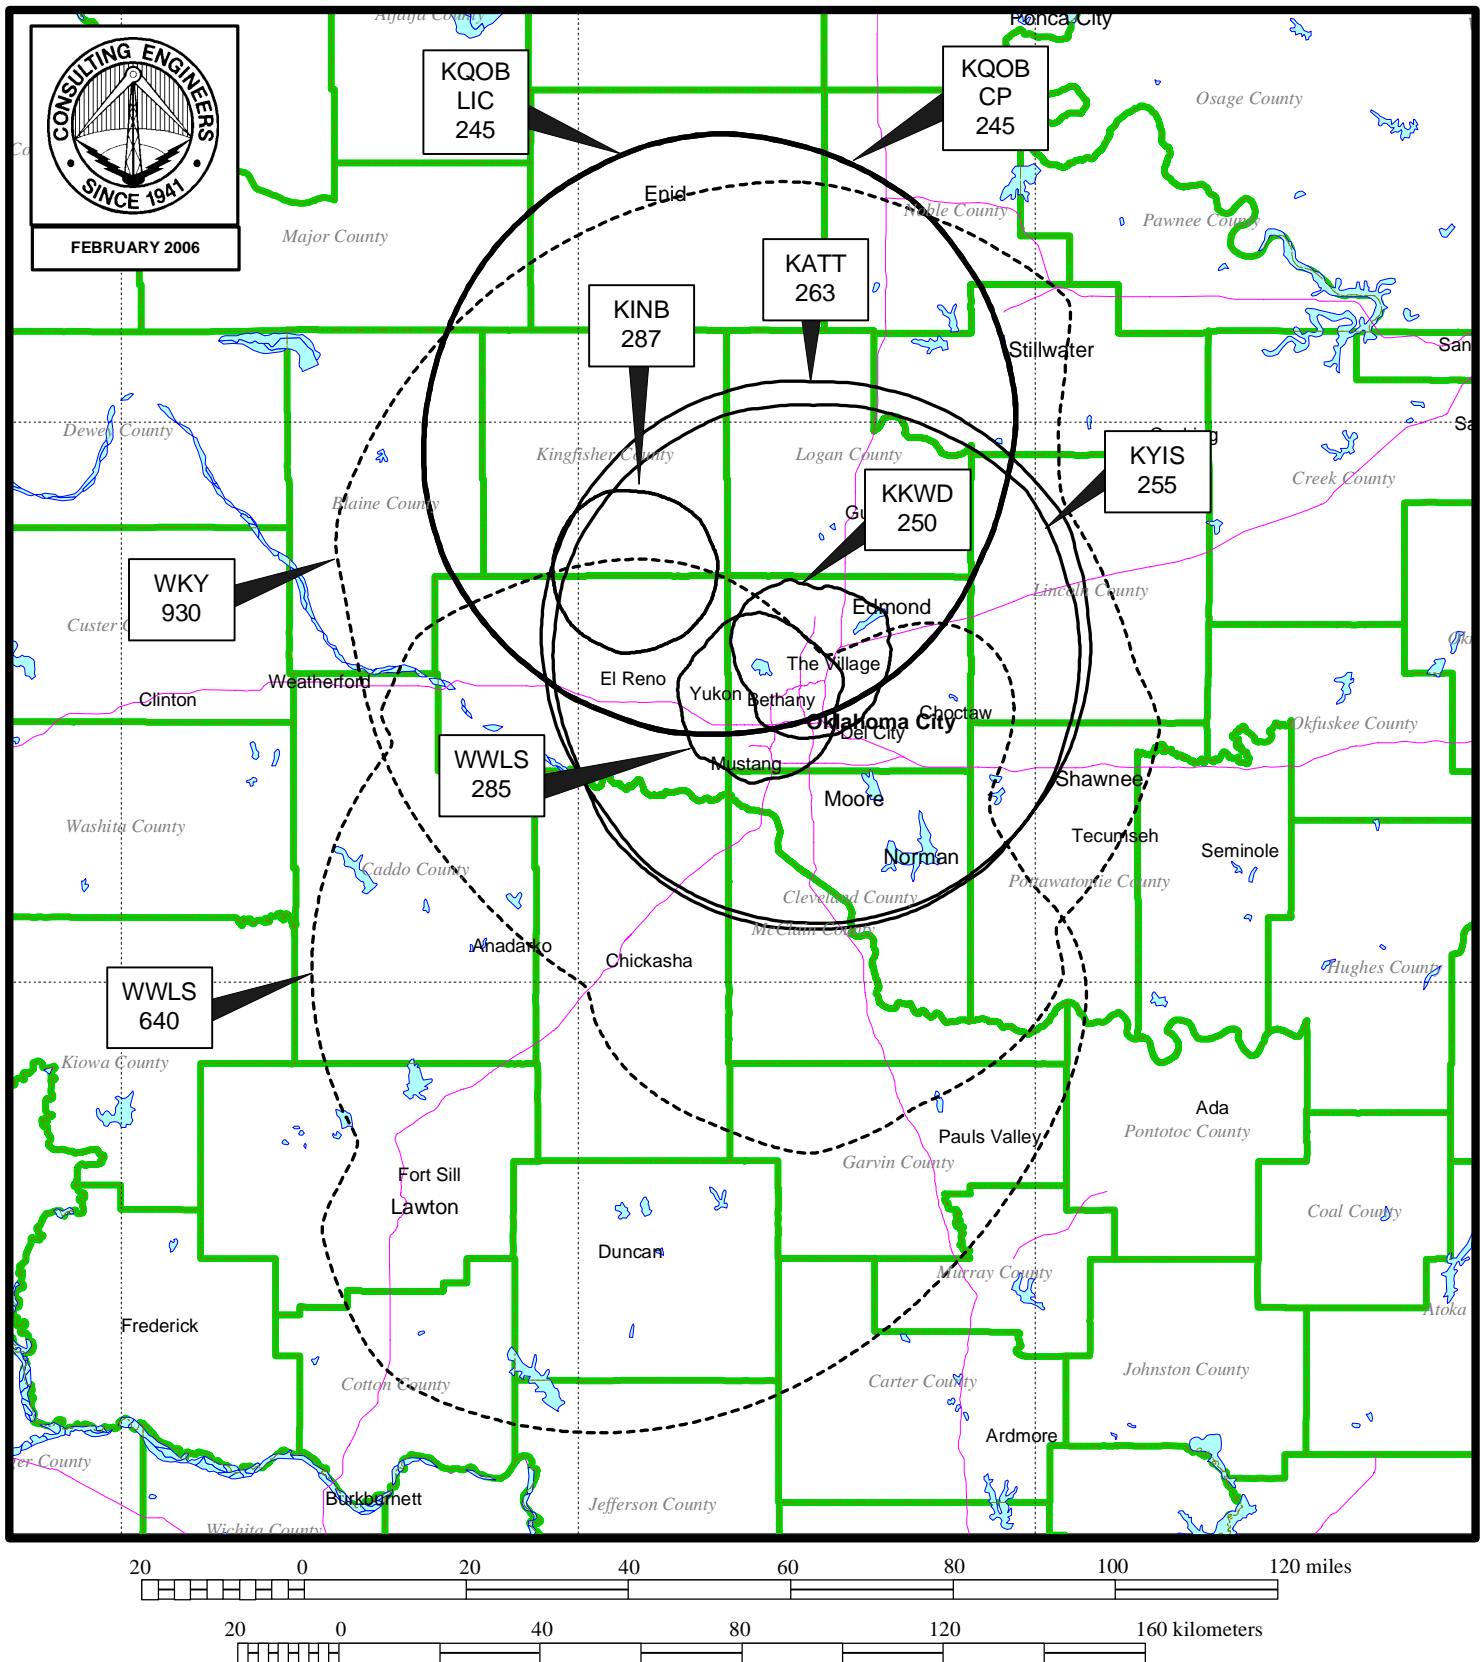 Alfalfa County
Ponca City
CONSULTING ENGINEERS
SINCE 1941
FEBRUARY 2006
KQOB
LIC
245
KQOB
CP
245
Osage County
Enid
Noble County
Pawnee County
Major County
KATT
263
KINB
287
Stillwater
San
Dewey County
Kingfisher County
Logan County
KYIS
255
Creek County
Blaine County
KKWD
250
WKY
930
Edmond
Lincoln County
Custer
The Village
El Reno
Yukon
Bethany
Weatherford
Clinton
Choctaw
Oklahoma City
Del City
Okfuskee County
WWLS
285
Mustang
Shawnee
Moore
Washita County
Tecumseh
Seminole
Norman
Caddo County
Pottawatomie County
Cleveland County
McClain County
Anadarko
Chickasha
Hughes County
WWLS
640
Kiowa County
Ada
Pontotoc County
Pauls Valley
Garvin County
Fort Sill
Lawton
Coal County
Duncan
Murray County
Atoka
Frederick
Johnston County
Carter County
Cotton County
Ardmore
er County
Burkburnett
Jefferson County
Wichita County
20 0 20 40 60 80 100 120 miles
20 0 40 80 120 160 kilometers